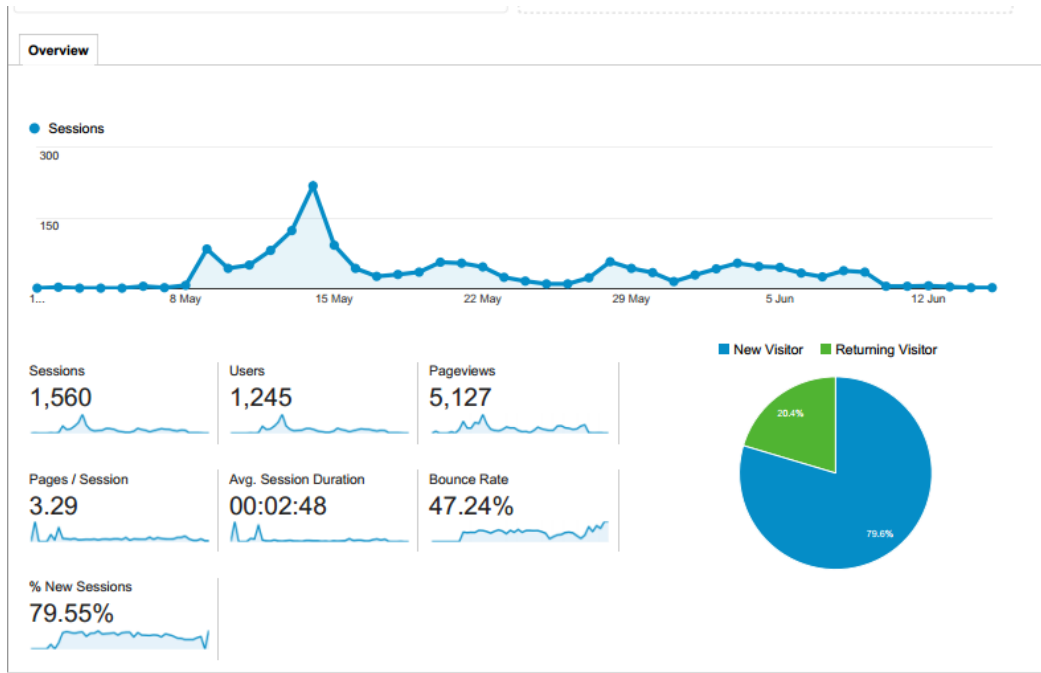 Overview
Sessions
300
150
1...
8 May
15 May
22 May
29 May
5 Jun
12 Jun
New Visitor
Returning Visitor
Sessions
1,560
Users
1,245
Pageviews
5,127
Pages / Session
3.29
Avg. Session Duration
00:02:48
Bounce Rate
47.24%
% New Sessions
79.55%
20.4%
79.6%